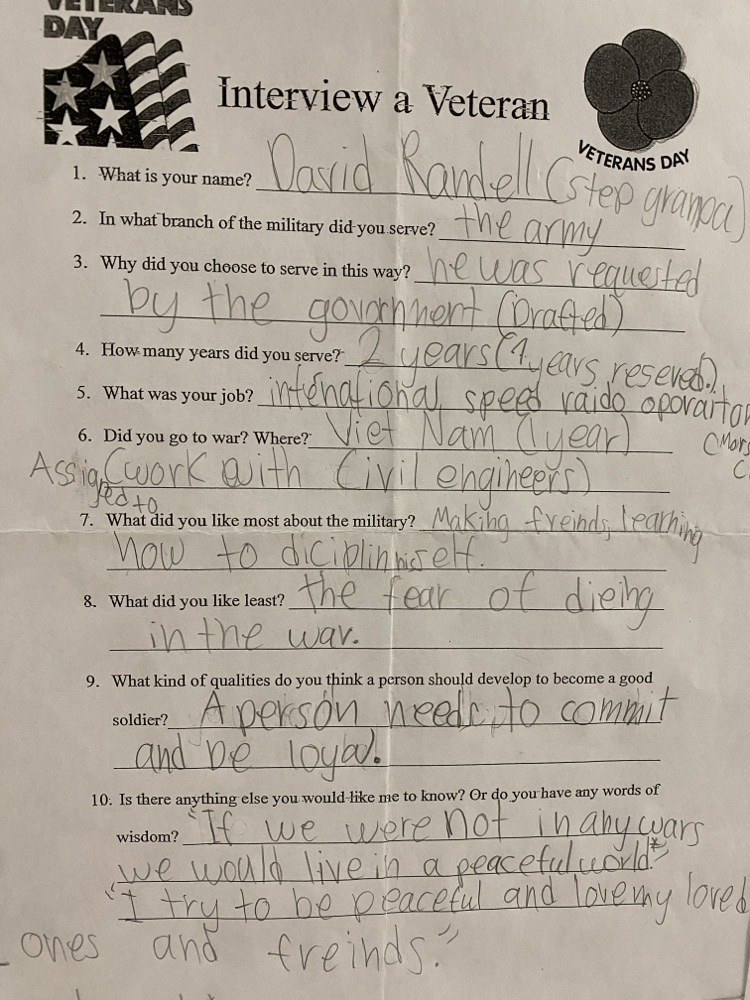 VETERANS
DAY
Interview a Veteran
VETERANS DAY
1. What is your name? David Randell (step granpa)
2. In what branch of the military did you serve? the army
3. Why did you choose to serve in this way? he was requested
by the govornment (Drafted)
4. How many years did you serve? 2 years (4 years reseved).
5. What was your job? international speed raido oporaitor
(Mors
C.
6. Did you go to war? Where? Viet Nam (1 year)
Assigned to (work with Civil engineers)
7. What did you like most about the military? Making freinds, learning
how to diciplin hisself.
8. What did you like least? the fear of dieing
in the war.
9. What kind of qualities do you think a person should develop to become a good
soldier? A person needs to commit
and be loyal.
10. Is there anything else you would like me to know? Or do you have any words of
wisdom? "If we were not in any wars
we would live in a peaceful world*"
"I try to be peaceful and love my loved
ones and freinds."